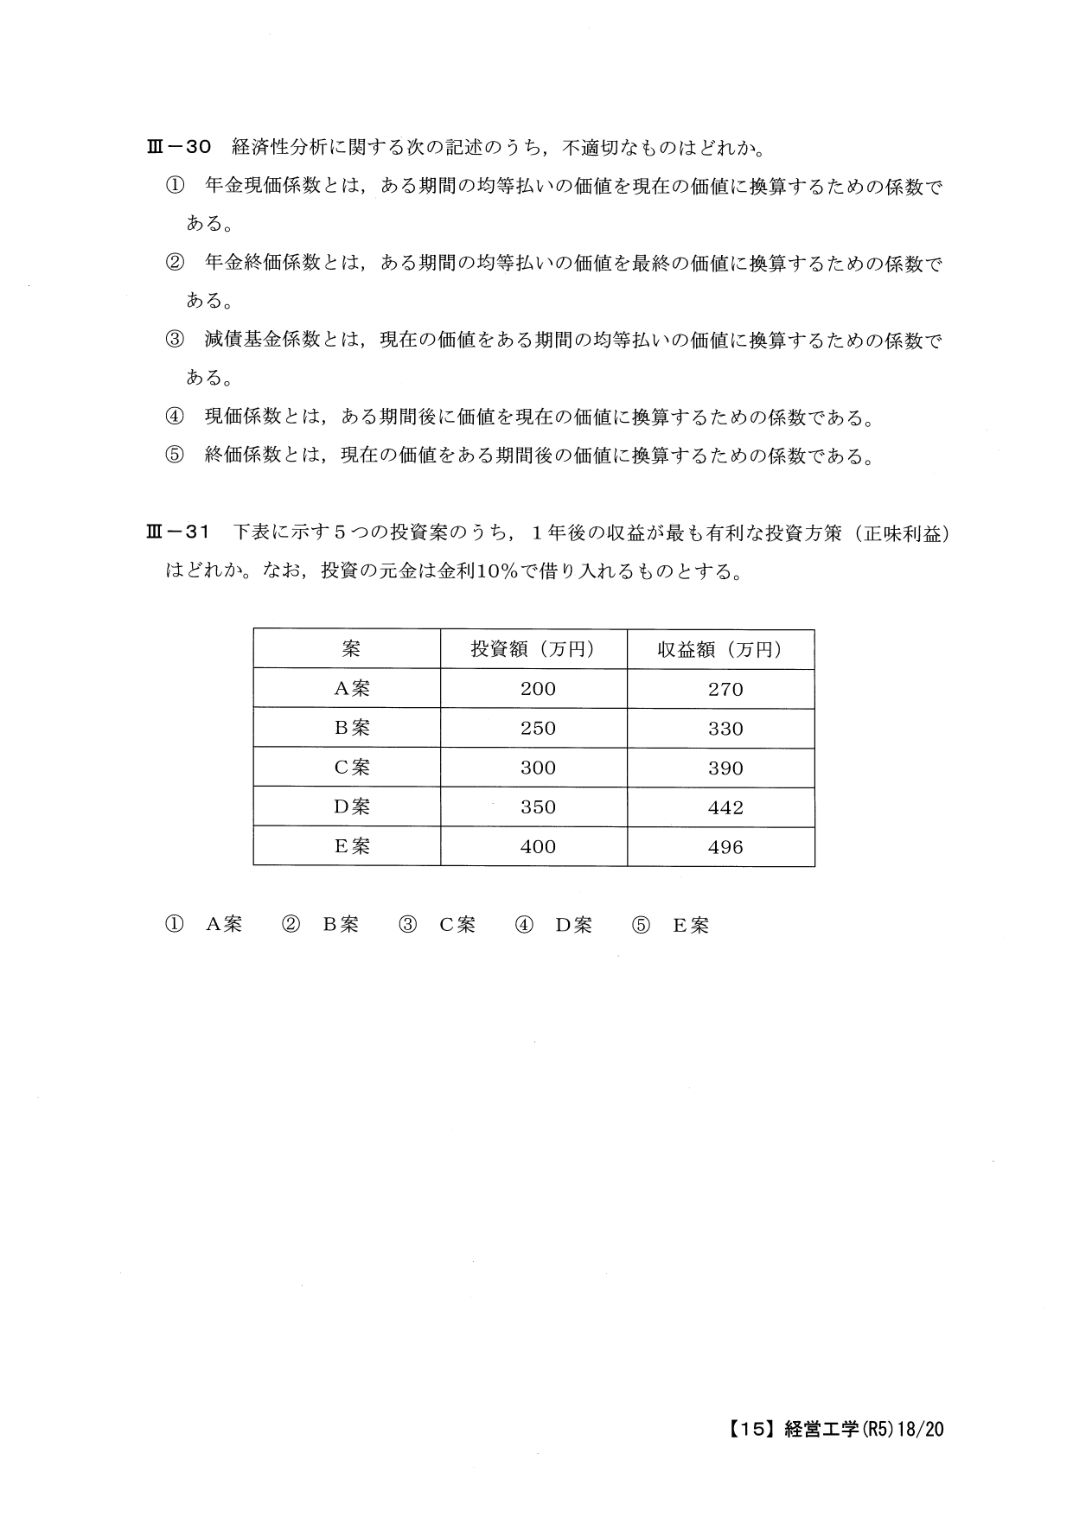 Ⅲ－30　経済性分析に関する次の記述のうち，不適切なものはどれか。
①　年金現価係数とは，ある期間の均等払いの価値を現在の価値に換算するための係数で
ある。
②　年金終価係数とは，ある期間の均等払いの価値を最終の価値に換算するための係数で
ある。
③　減債基金係数とは，現在の価値をある期間の均等払いの価値に換算するための係数で
ある。
④　現価係数とは，ある期間後に価値を現在の価値に換算するための係数である。
⑤　終価係数とは，現在の価値をある期間後の価値に換算するための係数である。
Ⅲ－31　下表に示す５つの投資案のうち，１年後の収益が最も有利な投資方策（正味利益）
はどれか。なお，投資の元金は金利10％で借り入れるものとする。
案　投資額（万円）　収益額（万円）
A案　200　270
B案　250　330
C案　300　390
D案　350　442
E案　400　496
①　A案　②　B案　③　C案　④　D案　⑤　E案
【15】経営工学(R5)18/20